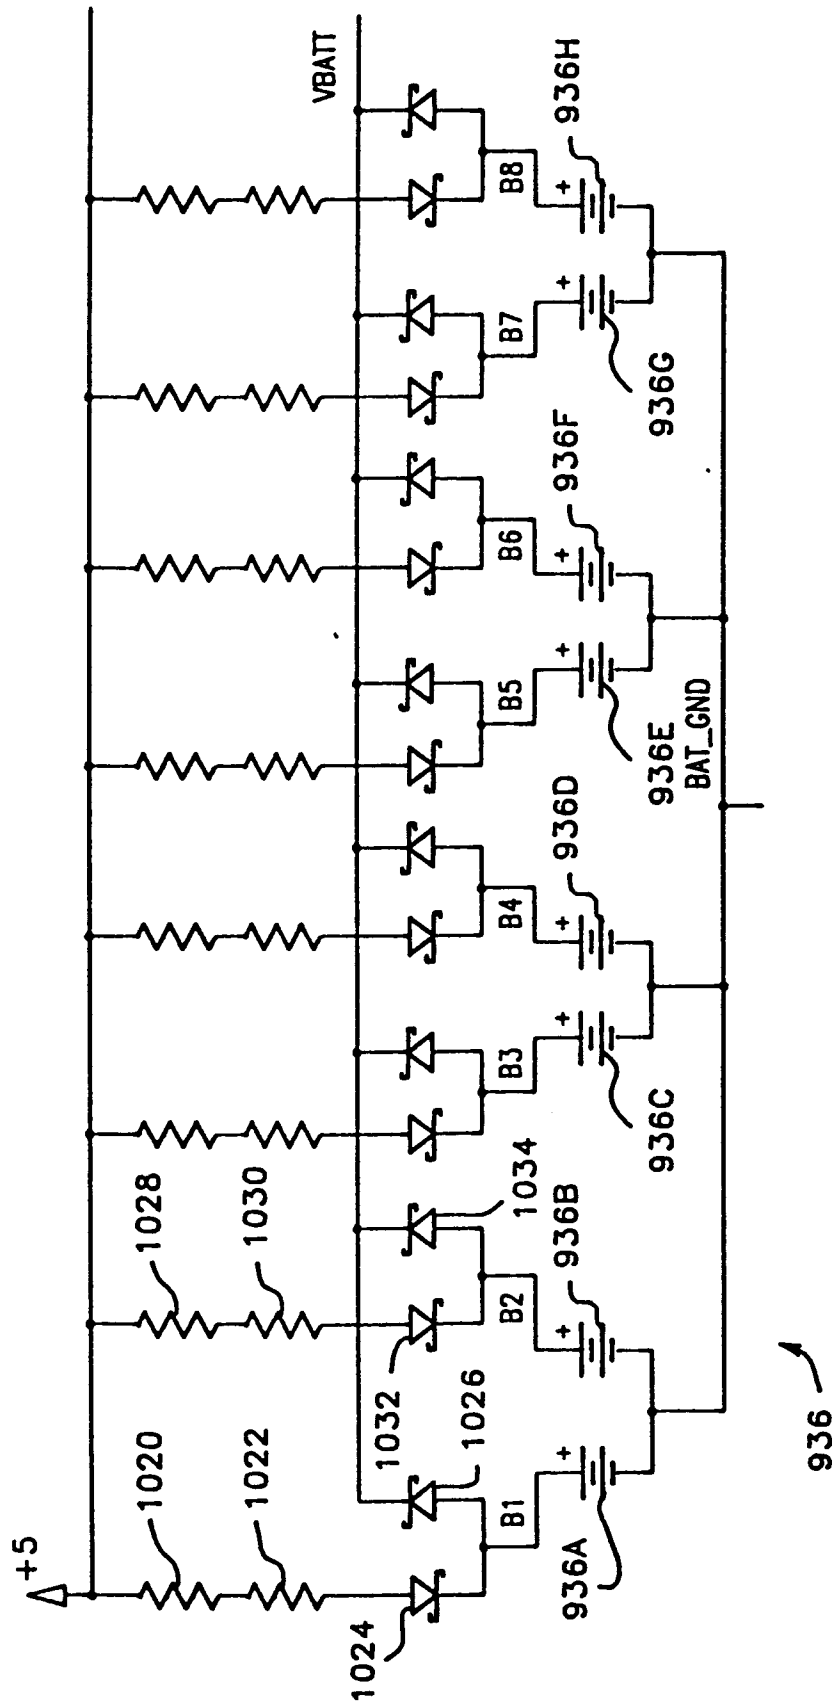 +5
1020
1022
1028
1030
VBATT
1024
1026
1032
1034
B1
B2
B3
B4
B5
B6
B7
B8
+
+
+
+
+
+
+
+
936A
936B
936C
936D
936E
936F
936G
936H
BAT_GND
936